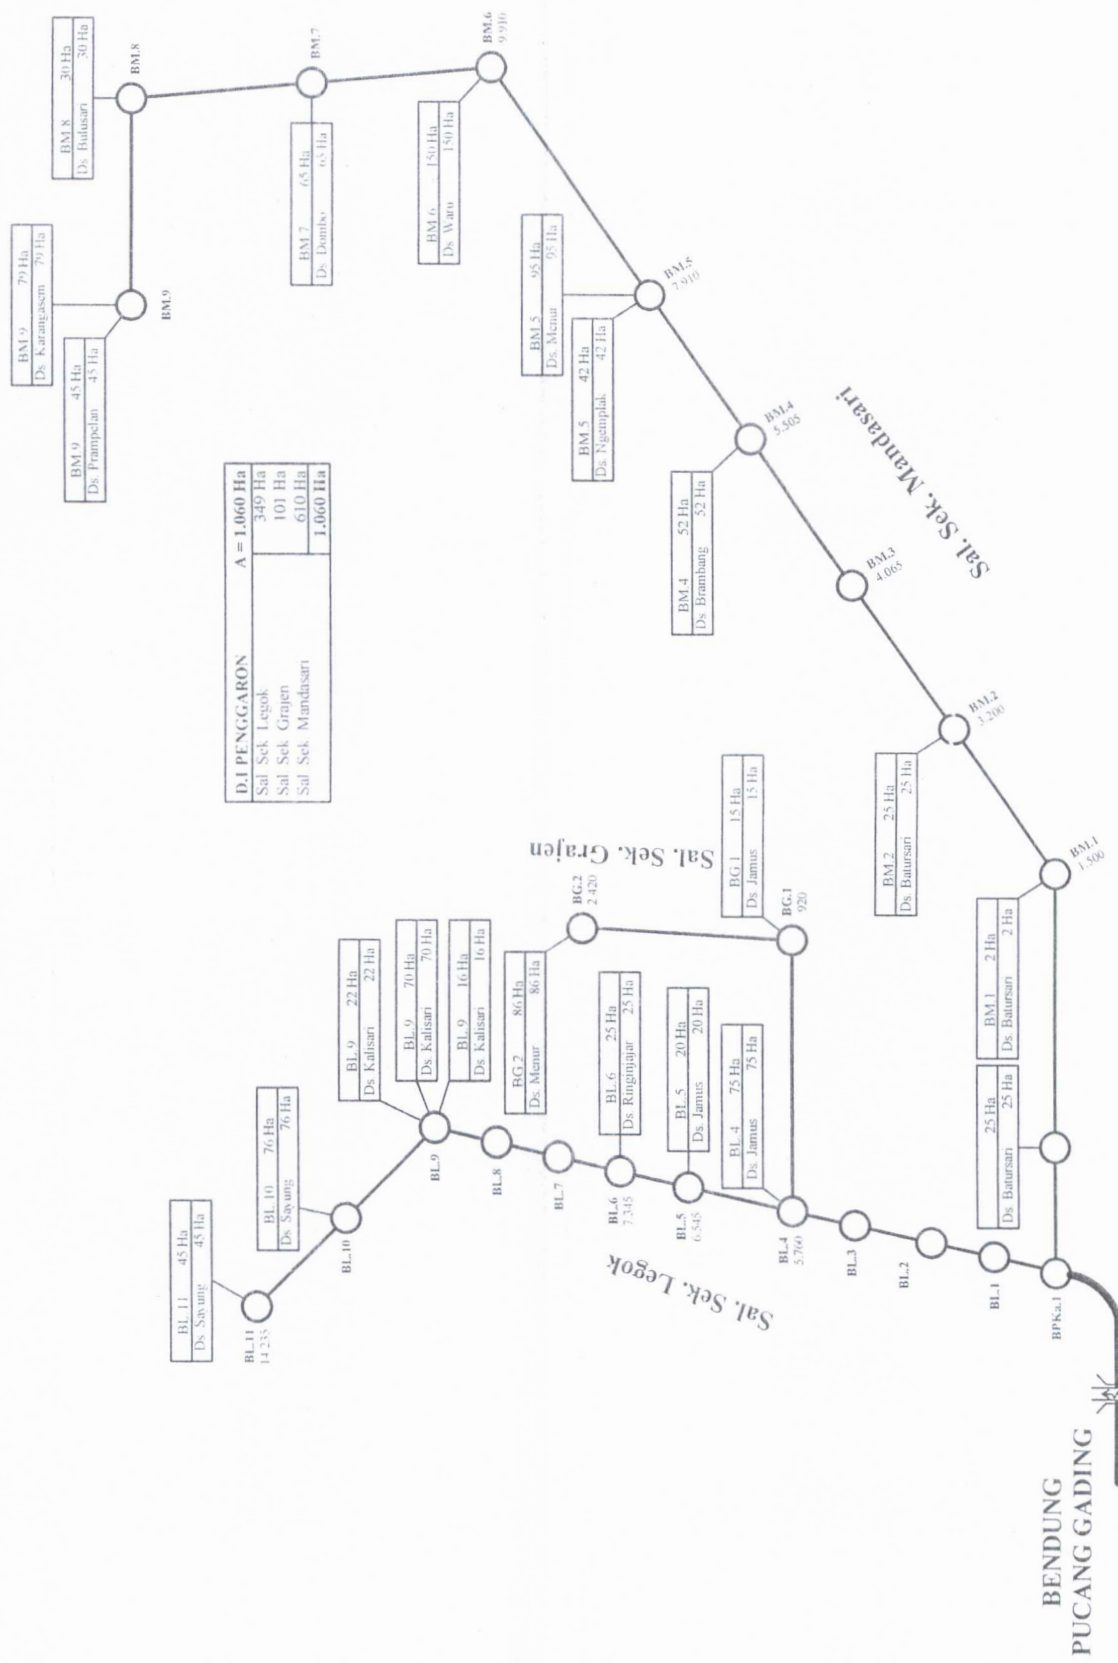 BM.9 79 Ha
Ds. Karangasem 79 Ha
BM.9 45 Ha
Ds. Prampelan 45 Ha
BM.9
BM.8 30 Ha
Ds. Bulusari 30 Ha
BM.8
BM.7 65 Ha
Ds. Dombo 65 Ha
BM.7
BM.6 150 Ha
Ds. Waru 150 Ha
BM.6
9.910
BM.5 95 Ha
Ds. Menur 95 Ha
BM.5 42 Ha
Ds. Ngemplak 42 Ha
BM.5
7.910
BM.4 52 Ha
Ds. Brambang 52 Ha
BM.4
5.505
BM.3
4.065
Sal. Sek. Mandasari
BM.2 25 Ha
Ds. Batursari 25 Ha
BM.2
3.200
BM.1 2 Ha
Ds. Batursari 2 Ha
BM.1
1.500
25 Ha
Ds. Batursari 25 Ha
D.I PENGGARON A = 1.060 Ha
Sal Sek Legok 349 Ha
Sal Sek Grajen 101 Ha
Sal Sek Mandasari 610 Ha
1.060 Ha
Sal. Sek. Grajen
BG.2
2.420
BG.2 86 Ha
Ds. Menur 86 Ha
BG.1 15 Ha
Ds. Jamus 15 Ha
BG.1
920
BL.11 45 Ha
Ds Sayung 45 Ha
BL.11
14.235
BL.10 76 Ha
Ds Sayung 76 Ha
BL.10
BL.9 22 Ha
Ds Kalisari 22 Ha
BL.9 70 Ha
Ds Kalisari 70 Ha
BL.9 16 Ha
Ds Kalisari 16 Ha
BL.9
BL.8
BL.7
BL.6 25 Ha
Ds. Ringinjajar 25 Ha
BL.6
7.345
BL.5 20 Ha
Ds. Jamus 20 Ha
BL.5
6.545
BL.4 75 Ha
Ds. Jamus 75 Ha
BL.4
5.760
Sal. Sek. Legok
BL.3
BL.2
BL.1
BPKa.1
BENDUNG
PUCANG GADING